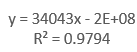 y = 34043x - 2E+08
R² = 0.9794